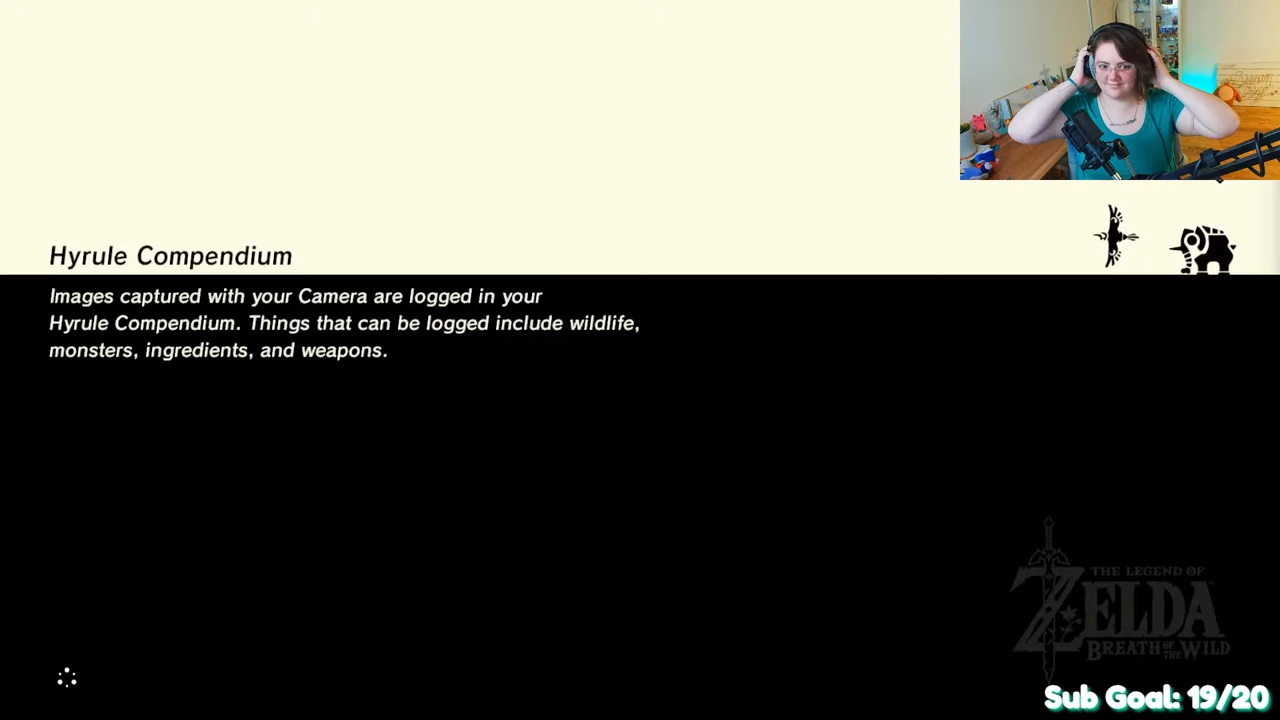 Hyrule Compendium
Images captured with your Camera are logged in your
Hyrule Compendium. Things that can be logged include wildlife,
monsters, ingredients, and weapons.
THE LEGEND OF
ZELDA
BREATH OF THE WILD
Sub Goal: 19/20